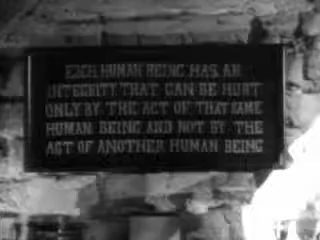 EACH HUMAN BEING HAS AN
INTEGRITY THAT CAN BE HURT
ONLY BY THE ACT OF THAT SAME
HUMAN BEING AND NOT BY THE
ACT OF ANOTHER HUMAN BEING